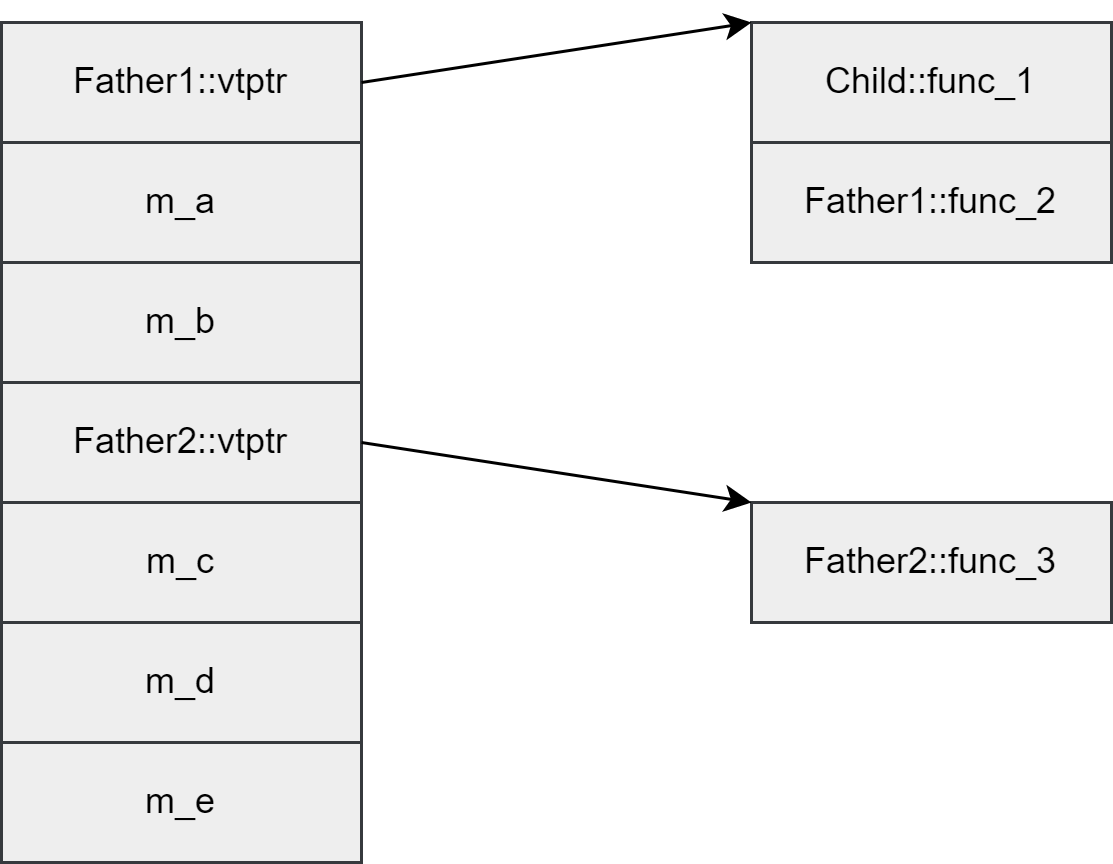 Father1::vtptr
m_a
m_b
Father2::vtptr
m_c
m_d
m_e
Child::func_1
Father1::func_2
Father2::func_3